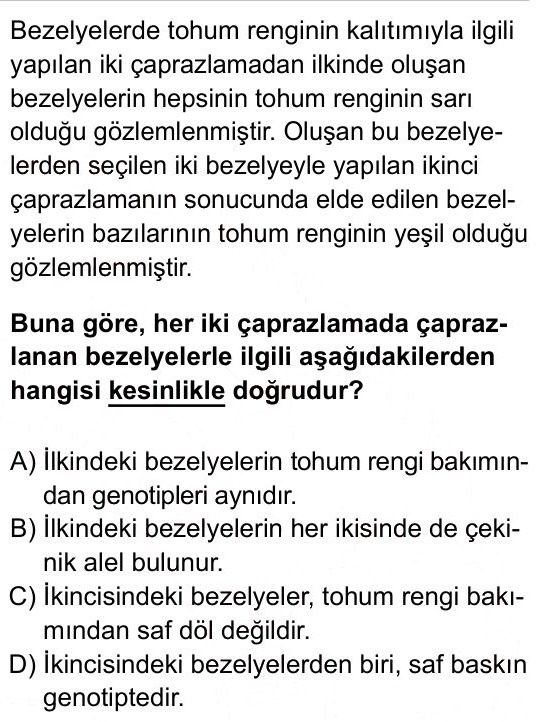 Bezelyelerde tohum renginin kalıtımıyla ilgili
yapılan iki çaprazlamadan ilkinde oluşan
bezelyelerin hepsinin tohum renginin sarı
olduğu gözlemlenmiştir. Oluşan bu bezelye-
lerden seçilen iki bezelyeyle yapılan ikinci
çaprazlamanın sonucunda elde edilen bezel-
yelerin bazılarının tohum renginin yeşil olduğu
gözlemlenmiştir.
Buna göre, her iki çaprazlamada çapraz-
lanan bezelyelerle ilgili aşağıdakilerden
hangisi kesinlikle doğrudur?
A) İlkindeki bezelyelerin tohum rengi bakımın-
dan genotipleri aynıdır.
B) İlkindeki bezelyelerin her ikisinde de çeki-
nik alel bulunur.
C) İkincisindeki bezelyeler, tohum rengi bakı-
mından saf döl değildir.
D) İkincisindeki bezelyelerden biri, saf baskın
genotiptedir.